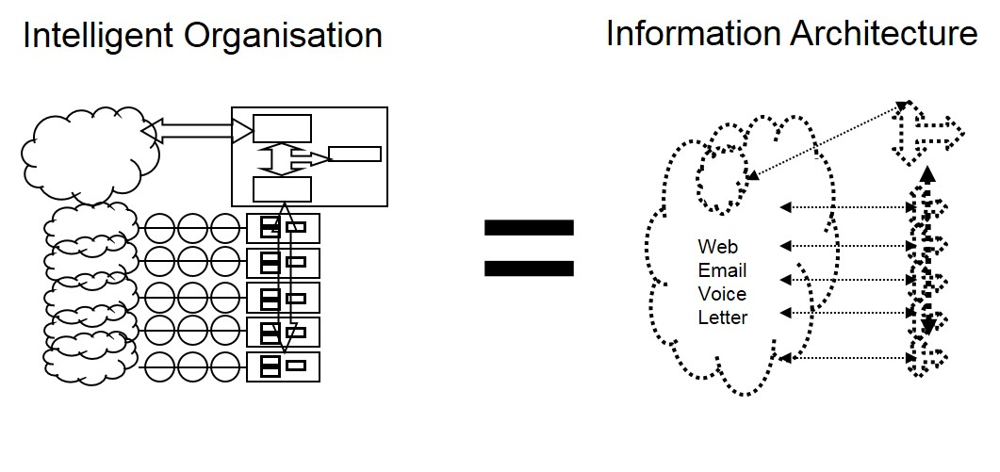 Intelligent Organisation
Information Architecture
Web
Email
Voice
Letter